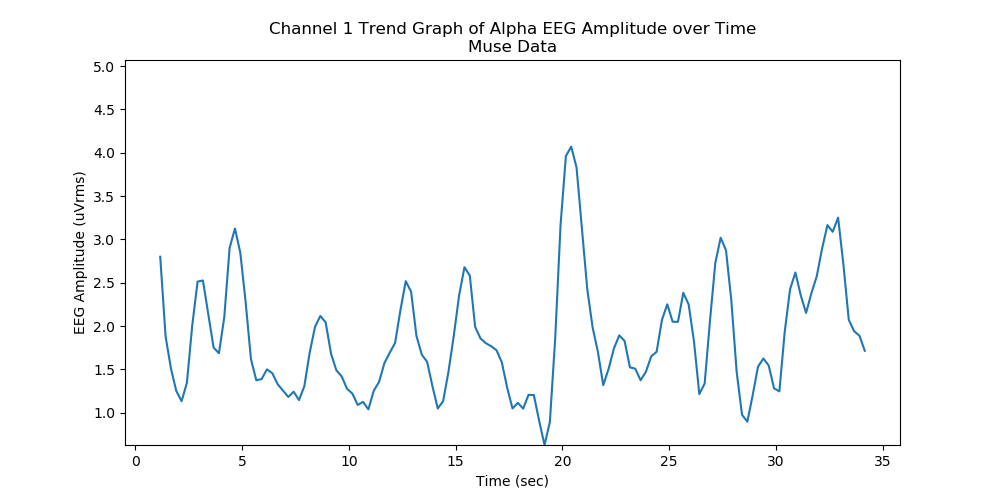 Channel 1 Trend Graph of Alpha EEG Amplitude over Time
Muse Data
EEG Amplitude (uVrms)
5.0
4.5
4.0
3.5
3.0
2.5
2.0
1.5
1.0
0 5 10 15 20 25 30 35
Time (sec)